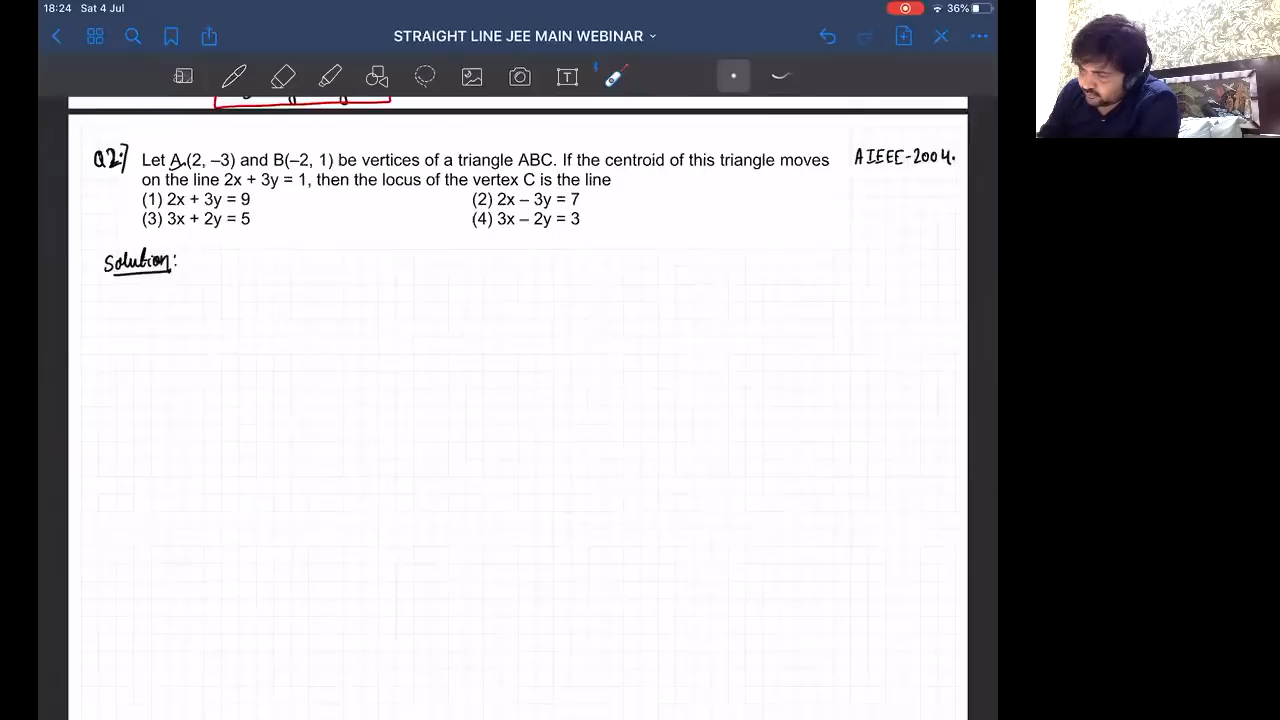 18:24 Sat 4 Jul
36%
STRAIGHT LINE JEE MAIN WEBINAR
T
Q2. Let A (2, –3) and B(–2, 1) be vertices of a triangle ABC. If the centroid of this triangle moves AIEEE-2004.
on the line 2x + 3y = 1, then the locus of the vertex C is the line
(1) 2x + 3y = 9 (2) 2x – 3y = 7
(3) 3x + 2y = 5 (4) 3x – 2y = 3
Solution: